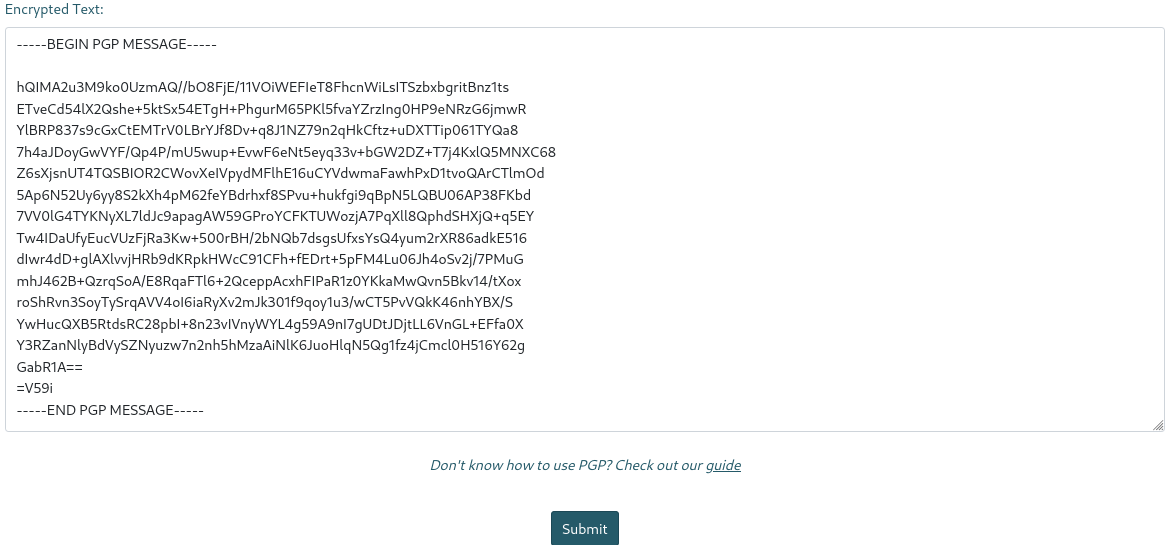 Encrypted Text:
-----BEGIN PGP MESSAGE-----
hQIMA2u3M9ko0UzmAQ//bO8FjE/11VOiWEFIeT8FhcnWiLsITSzbxbgritBnz1ts
ETveCd54lX2Qshe+5ktSx54ETgH+PhgurM65PKl5fvaYZrzIng0HP9eNRzG6jmwR
YlBRP837s9cGxCtEMTrV0LBrYJf8Dv+q8J1NZ79n2qHkCftz+uDXTTip061TYQa8
7h4aJDoyGwVYF/Qp4P/mU5wup+EvwF6eNt5eyq33v+bGW2DZ+T7j4KxlQ5MNXC68
Z6sXjsnUT4TQSBIOR2CWovXeIVpydMFlhE16uCYVdwmaFawhPxD1tvoQArCTlmOd
5Ap6N52Uy6yy8S2kXh4pM62feYBdrhxf8SPvu+hukfgi9qBpN5LQBU06AP38FKbd
7VV0lG4TYKNyXL7ldJc9apagAW59GProYCFKTUWozjA7PqXll8QphdSHXjQ+q5EY
Tw4IDaUfyEucVUzFjRa3Kw+500rBH/2bNQb7dsgsUfxsYsQ4yum2rXR86adkE516
dIwr4dD+glAXlvvjHRb9dKRpkHWcC91CFh+fEDrt+5pFM4Lu06Jh4oSv2j/7PMuG
mhJ462B+QzrqSoA/E8RqaFTl6+2QceppAcxhFIPaR1z0YKkaMwQvn5Bkv14/tXox
roShRvn3SoyTySrqAVV4oI6iaRyXv2mJk301f9qoy1u3/wCT5PvVQkK46nhYBX/S
YwHucQXB5RtdsRC28pbI+8n23vIVnyWYL4g59A9nI7gUDtJDjtLL6VnGL+EFfa0X
Y3RZanNlyBdVySZNyuzw7n2nh5hMzaAiNlK6JuoHlqN5Qg1fz4jCmcl0H516Y62g
GabR1A==
=V59i
-----END PGP MESSAGE-----
Don't know how to use PGP? Check out our guide
Submit